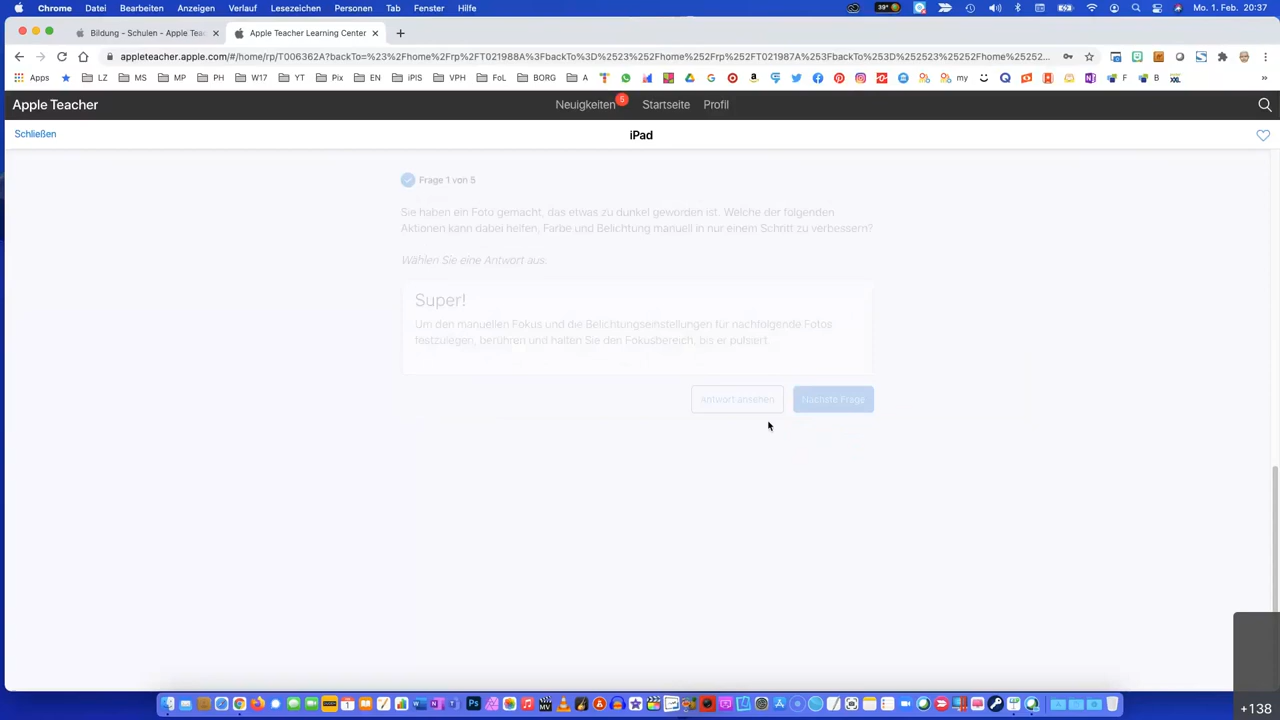 Chrome Datei Bearbeiten Anzeigen Verlauf Lesezeichen Personen Tab Fenster Hilfe 39° Mo. 1. Feb. 20:37
Bildung – Schulen – Apple Tea Apple Teacher Learning Center
appleteacher.apple.com/#/home/rp/T006362A?backTo=%23%2Fhome%2Frp%2FT021988A%3FbackTo%3D%2523%252Fhome%252Frp%252FT021987A%253FbackTo%253D%252523%25252Fhome%25252...
Apps LZ MS MP PH W17 YT Pix EN iPiS VPH FoL BORG A my F B XXL »
Apple Teacher Neuigkeiten 5 Startseite Profil
Schließen iPad
Frage 1 von 5
Sie haben ein Foto gemacht, das etwas zu dunkel geworden ist. Welche der folgenden
Aktionen kann dabei helfen, Farbe und Belichtung manuell in nur einem Schritt zu verbessern?
Wählen Sie eine Antwort aus:
Super!
Um den manuellen Fokus und die Belichtungseinstellungen für nachfolgende Fotos
festzulegen, berühren und halten Sie den Fokusbereich, bis er pulsiert
Antwort ansehen Nächste Frage
+138